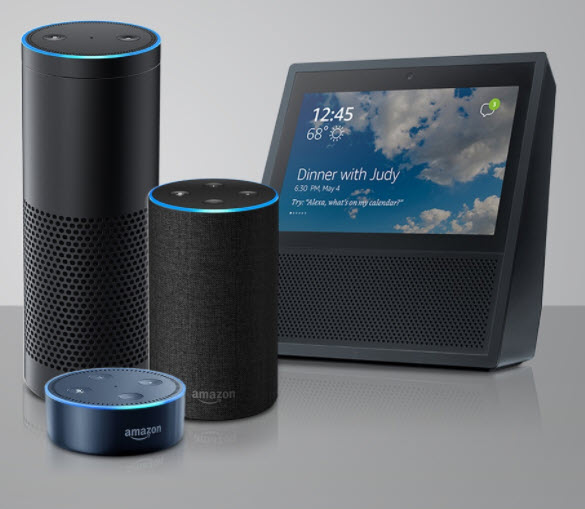 12:45
68°
3
Dinner with Judy
6:30 PM, May 4
Try: "Alexa, what's on my calendar?"
amazon
amazon